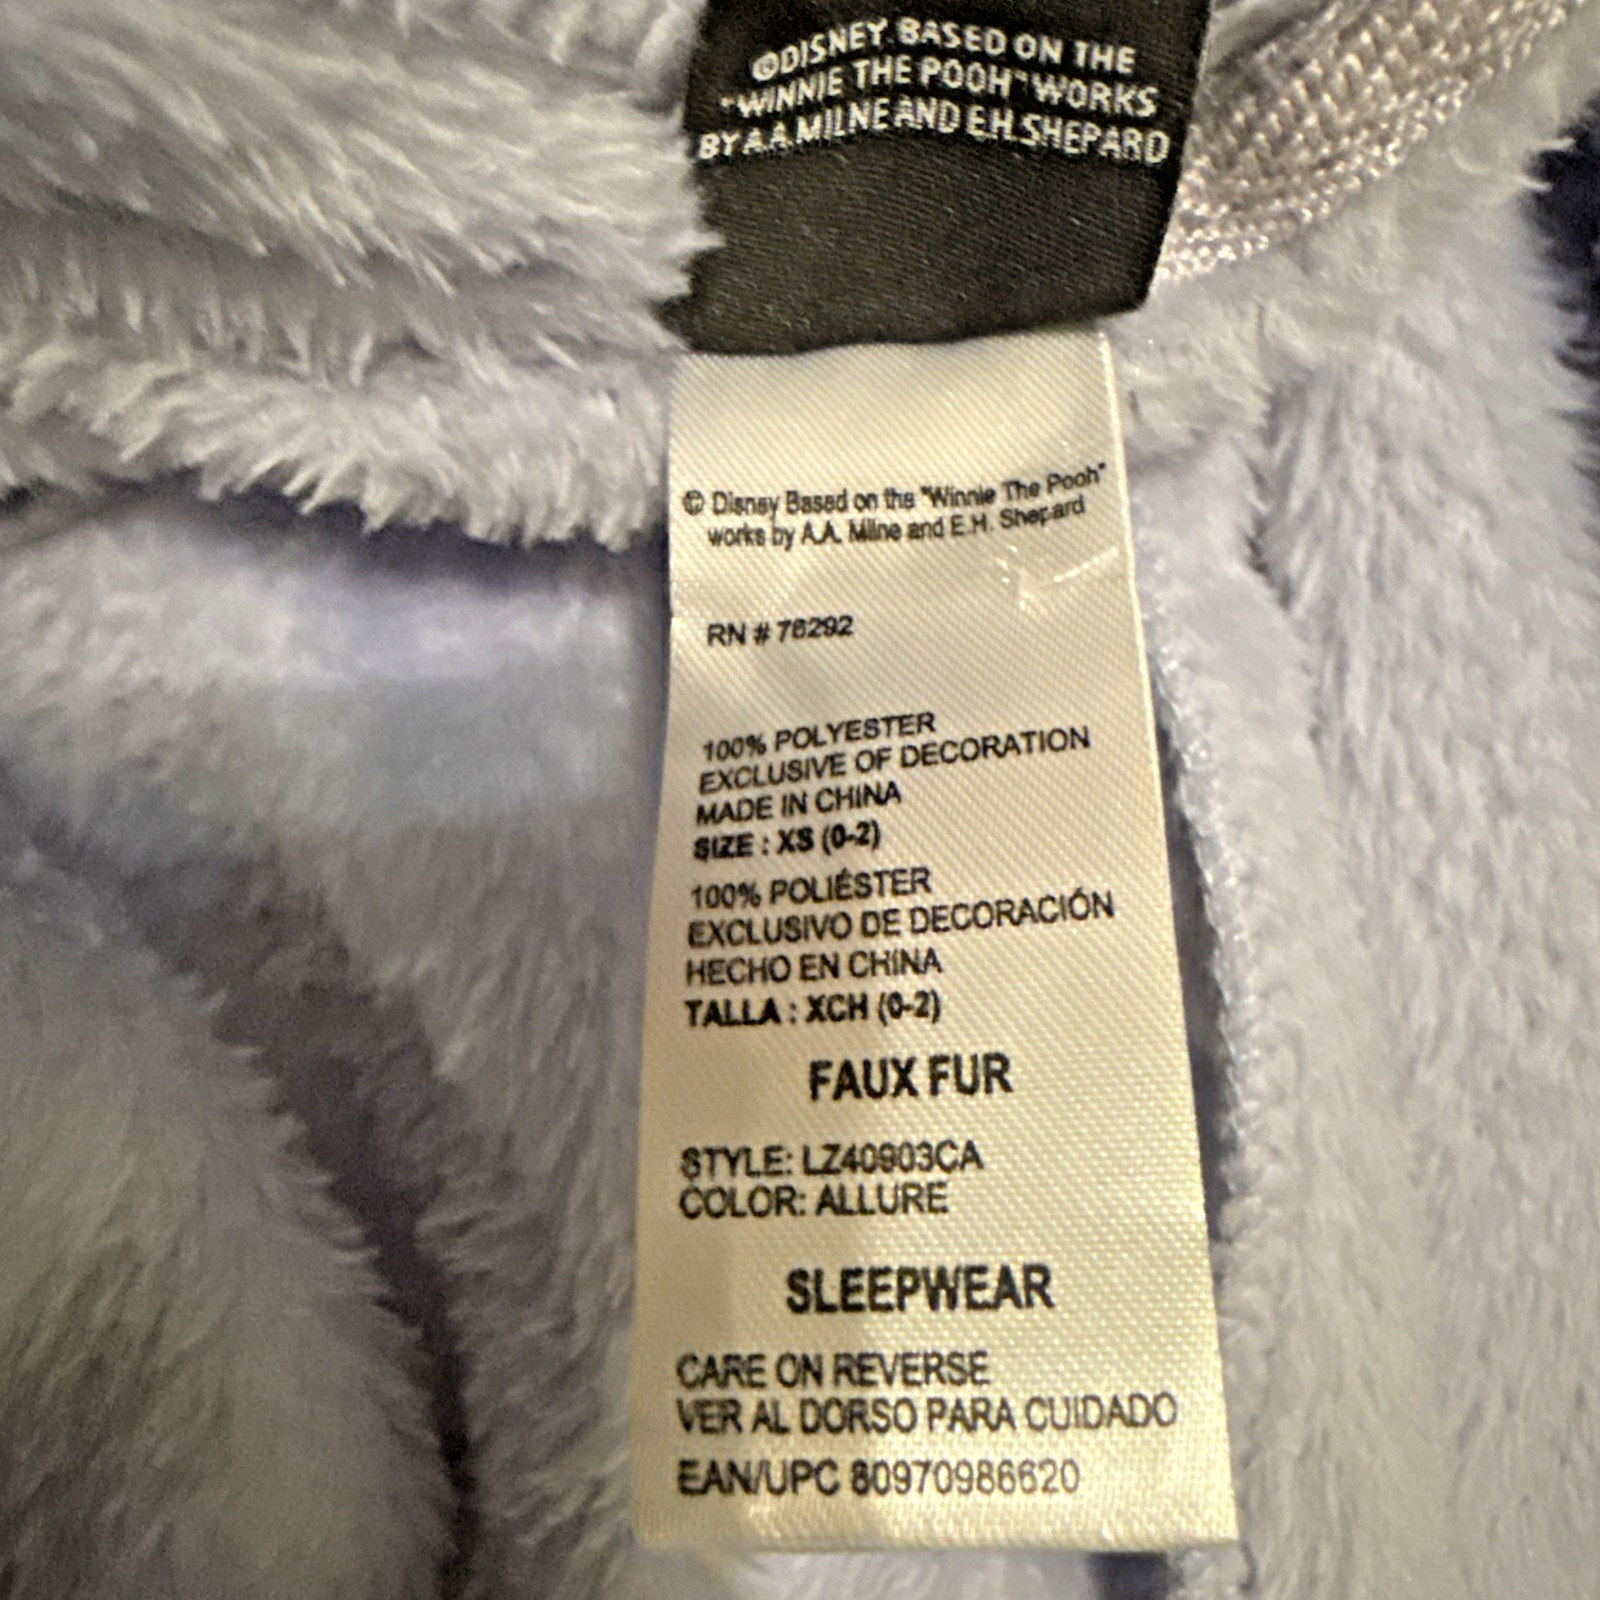 ©DISNEY. BASED ON THE
"WINNIE THE POOH" WORKS
BY A.A. MILNE AND E.H. SHEPARD
© Disney Based on the "Winnie The Pooh"
works by A.A. Milne and E.H. Shepard
RN # 76292
100% POLYESTER
EXCLUSIVE OF DECORATION
MADE IN CHINA
SIZE : XS (0-2)
100% POLIÉSTER
EXCLUSIVO DE DECORACIÓN
HECHO EN CHINA
TALLA : XCH (0-2)
FAUX FUR
STYLE: LZ40903CA
COLOR: ALLURE
SLEEPWEAR
CARE ON REVERSE
VER AL DORSO PARA CUIDADO
EAN/UPC 80970986620